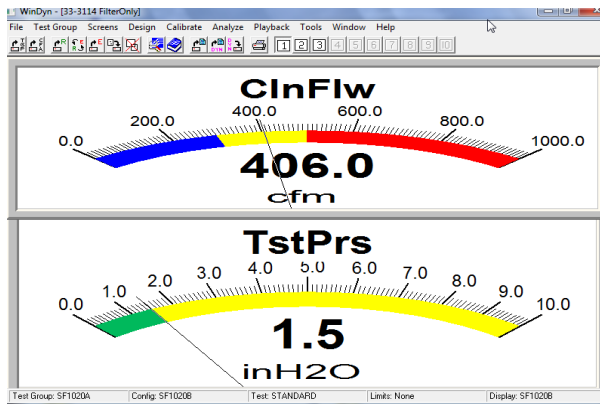 WinDyn - [33-3114 FilterOnly]
File Test Group Screens Design Calibrate Analyze Playback Tools Window Help
1 2 3 4 5 6 7 8 9 10
ClnFlw
0.0 200.0 400.0 600.0 800.0 1000.0
406.0
cfm
TstPrs
0.0 1.0 2.0 3.0 4.0 5.0 6.0 7.0 8.0 9.0 10.0
1.5
inH2O
Test Group: SF1020A Config: SF1020B Test: STANDARD Limits: None Display: SF1020B